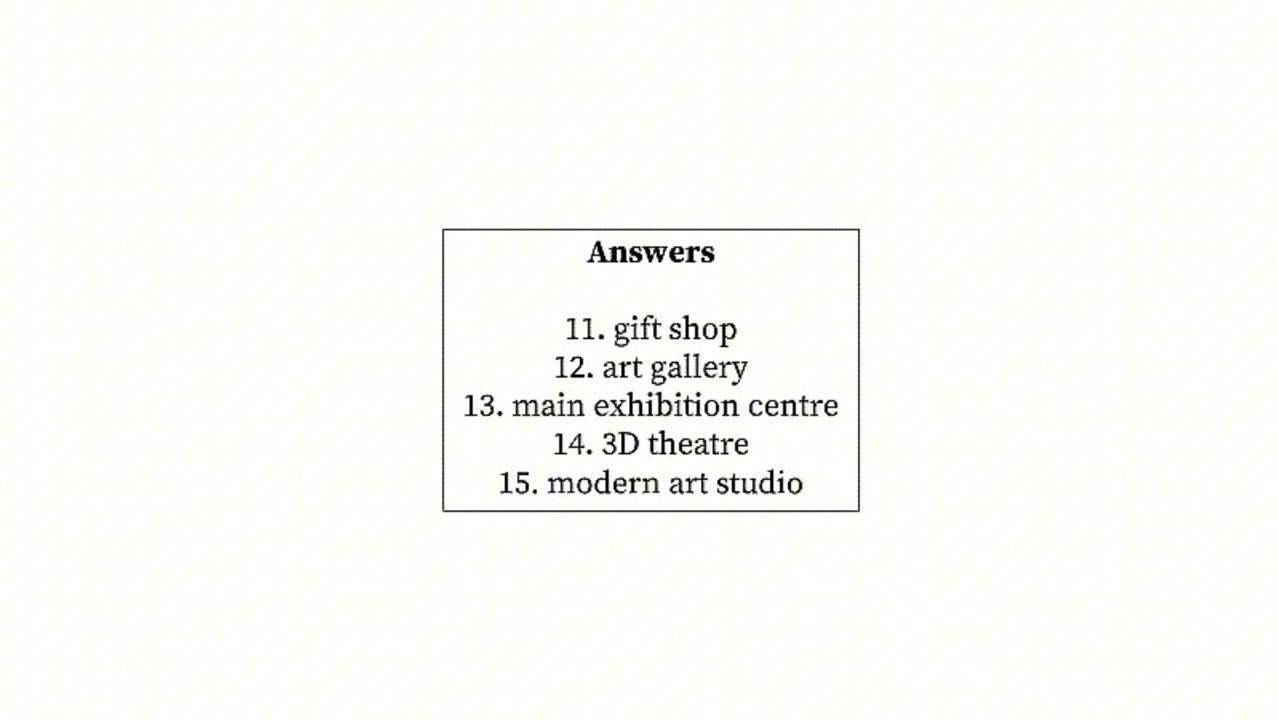 Answers
11. gift shop
12. art gallery
13. main exhibition centre
14. 3D theatre
15. modern art studio